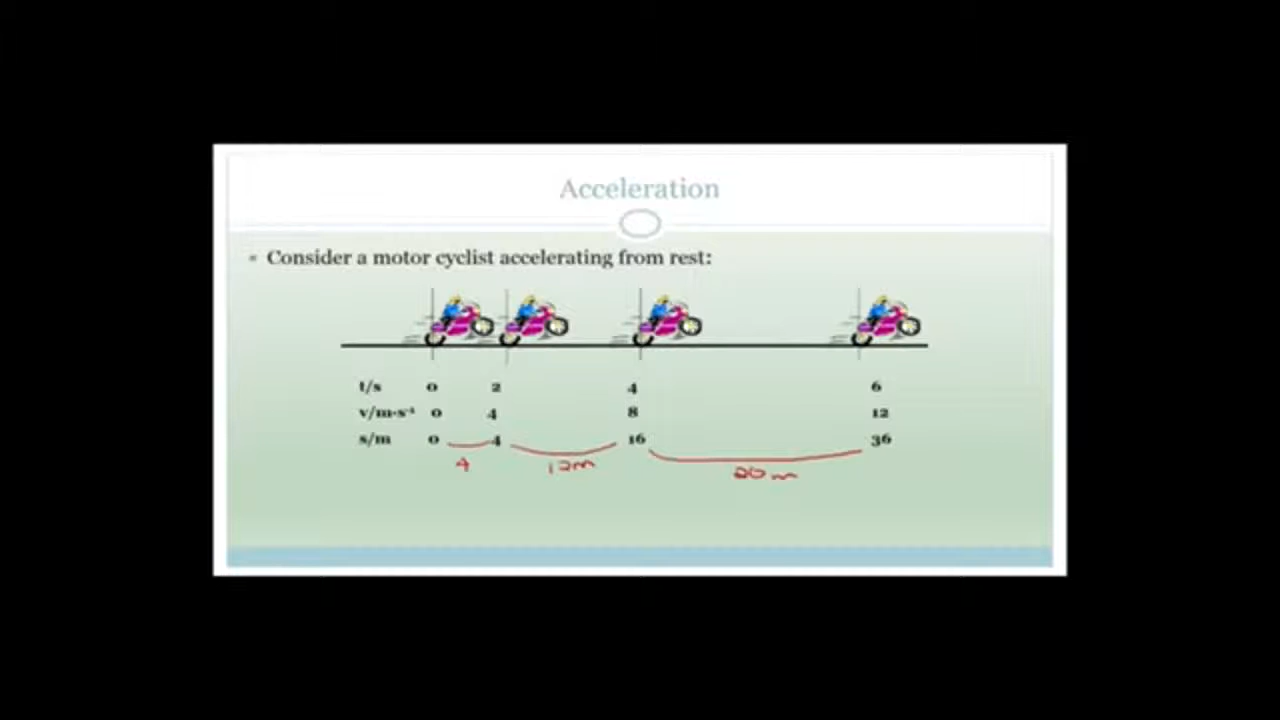 Acceleration
Consider a motor cyclist accelerating from rest:
t/s 0 2 4 6
v/m·s⁻¹ 0 4 8 12
s/m 0 4 16 36
4 12m 20m